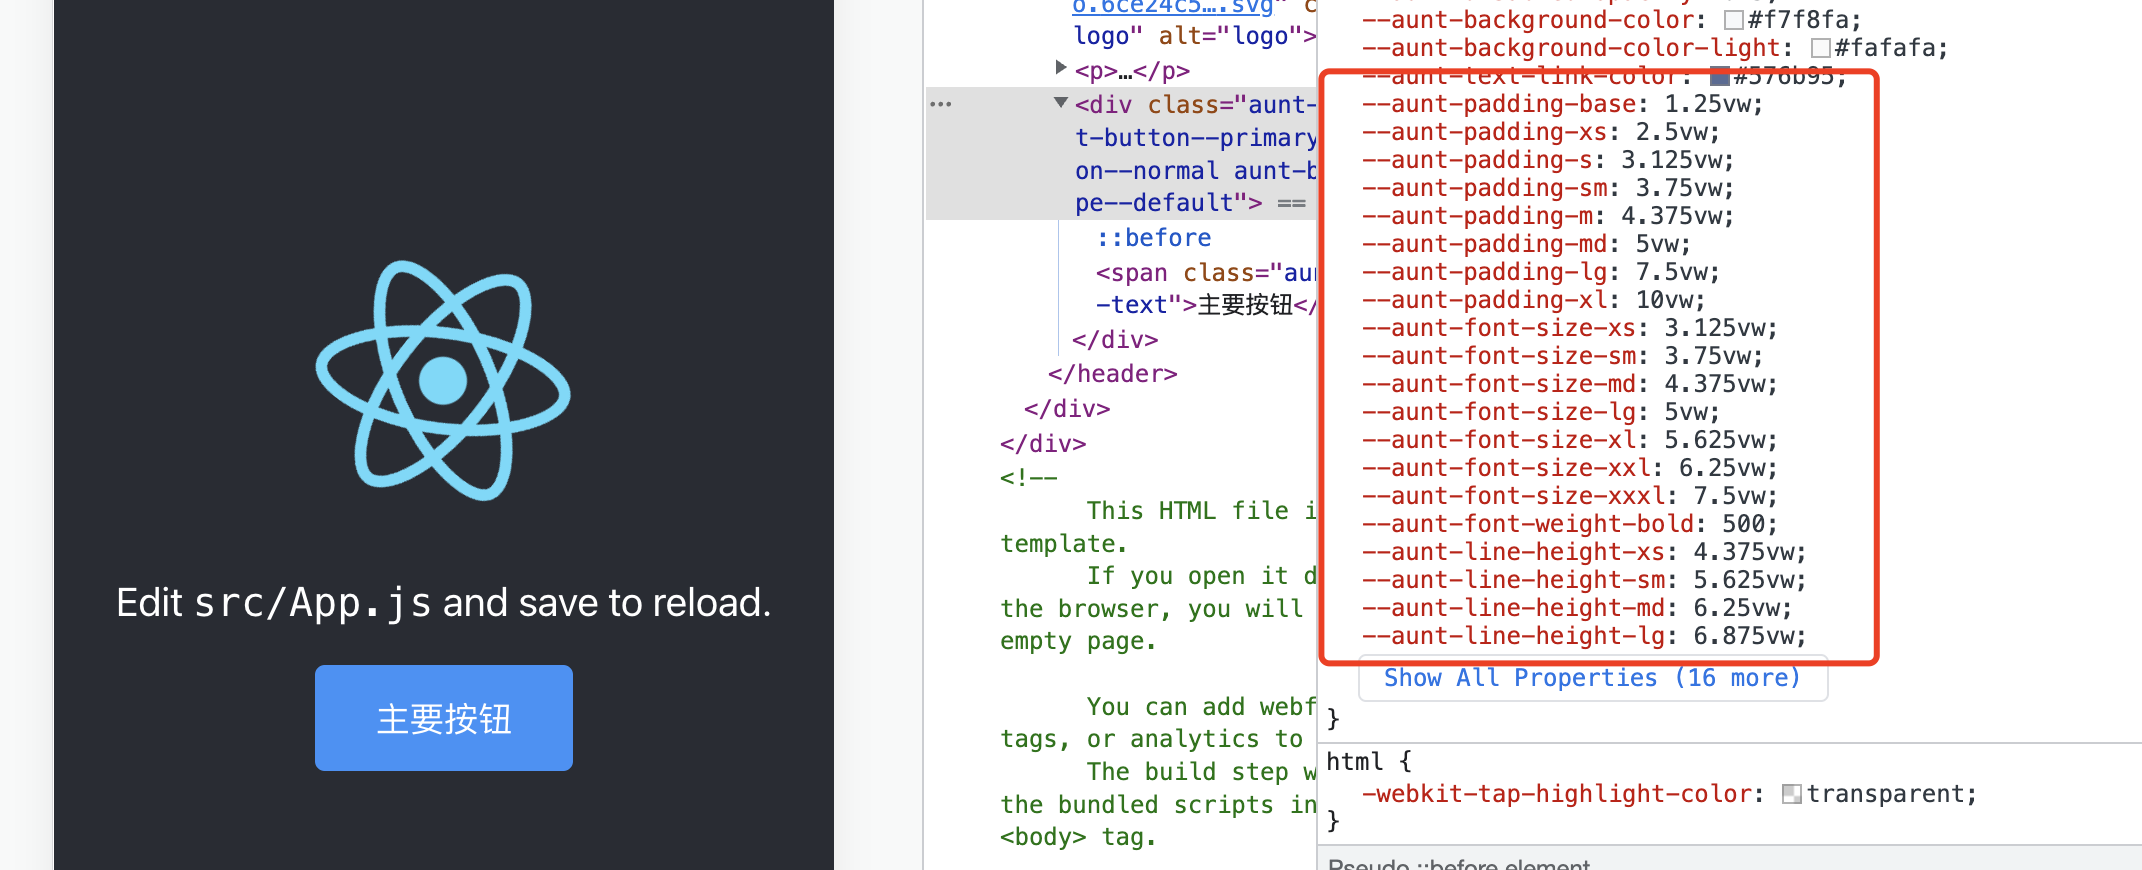 Edit src/App.js and save to reload.
主要按钮
o.6ce24c5….svg" c
logo" alt="logo">
<p>…</p>
<div class="aunt-
t-button--primary
on--normal aunt-b
pe--default"> ==
::before
<span class="aun
-text">主要按钮</
</div>
</header>
</div>
</div>
<!--
This HTML file i
template.
If you open it d
the browser, you will
empty page.
You can add webf
tags, or analytics to
The build step w
the bundled scripts in
<body> tag.
--aunt-background-color: #f7f8fa;
--aunt-background-color-light: #fafafa;
--aunt-text-link-color: #576b95;
--aunt-padding-base: 1.25vw;
--aunt-padding-xs: 2.5vw;
--aunt-padding-s: 3.125vw;
--aunt-padding-sm: 3.75vw;
--aunt-padding-m: 4.375vw;
--aunt-padding-md: 5vw;
--aunt-padding-lg: 7.5vw;
--aunt-padding-xl: 10vw;
--aunt-font-size-xs: 3.125vw;
--aunt-font-size-sm: 3.75vw;
--aunt-font-size-md: 4.375vw;
--aunt-font-size-lg: 5vw;
--aunt-font-size-xl: 5.625vw;
--aunt-font-size-xxl: 6.25vw;
--aunt-font-size-xxxl: 7.5vw;
--aunt-font-weight-bold: 500;
--aunt-line-height-xs: 4.375vw;
--aunt-line-height-sm: 5.625vw;
--aunt-line-height-md: 6.25vw;
--aunt-line-height-lg: 6.875vw;
Show All Properties (16 more)
}
html {
-webkit-tap-highlight-color: transparent;
}
Pseudo ::before element